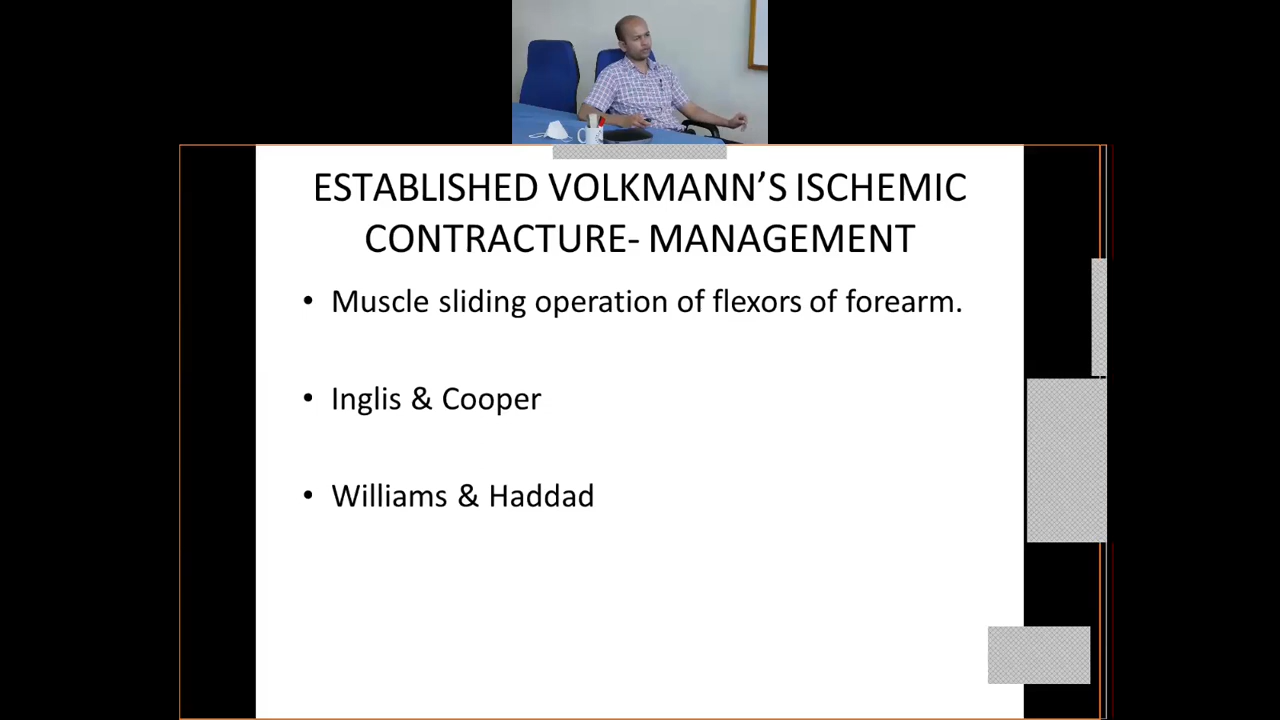 ESTABLISHED VOLKMANN’S ISCHEMIC
CONTRACTURE- MANAGEMENT
• Muscle sliding operation of flexors of forearm.
• Inglis & Cooper
• Williams & Haddad